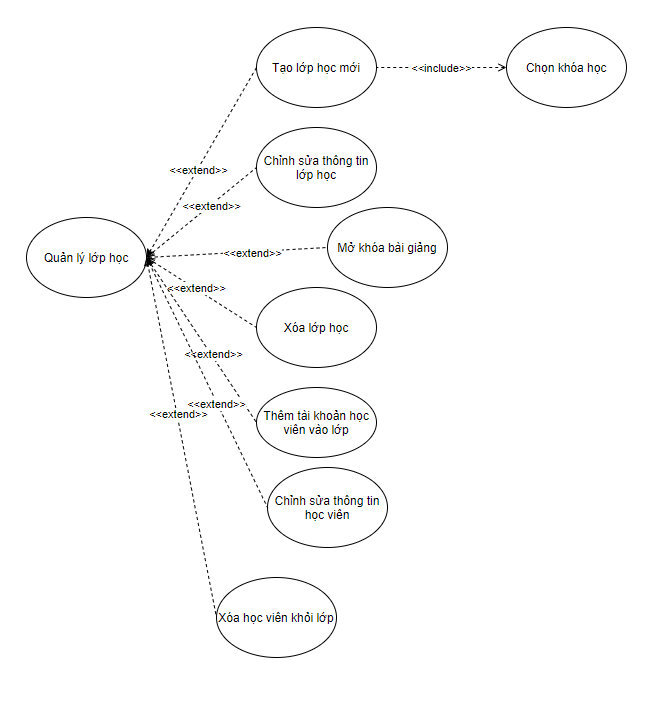 Tạo lớp học mới
<<include>>
Chọn khóa học
<<extend>>
Chỉnh sửa thông tin
lớp học
<<extend>>
Quản lý lớp học
<<extend>>
Mở khóa bài giảng
<<extend>>
Xóa lớp học
<<extend>>
Thêm tài khoản học
viên vào lớp
<<extend>>
<<extend>>
Chỉnh sửa thông tin
học viên
Xóa học viên khỏi lớp